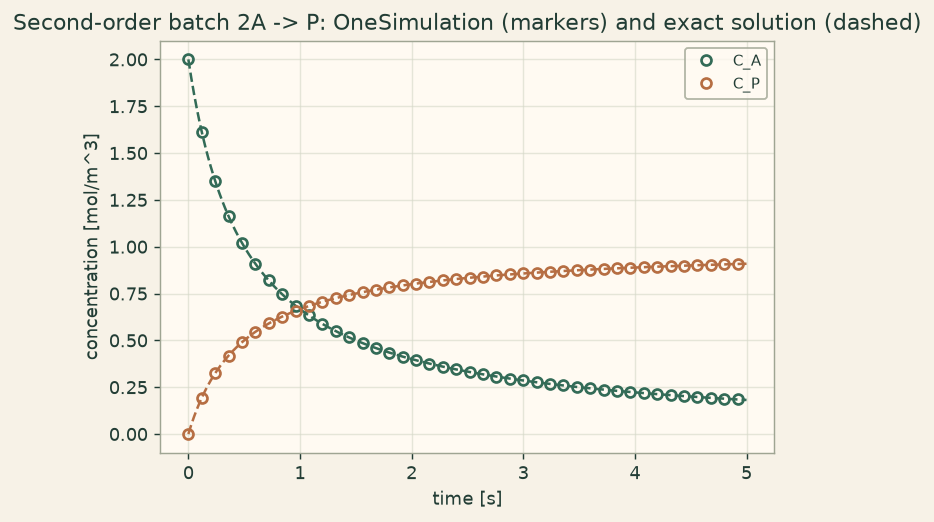 Second-order batch 2A -> P: OneSimulation (markers) and exact solution (dashed)
C_A
C_P
concentration [mol/m^3]
2.00
1.75
1.50
1.25
1.00
0.75
0.50
0.25
0.00
0 1 2 3 4 5
time [s]